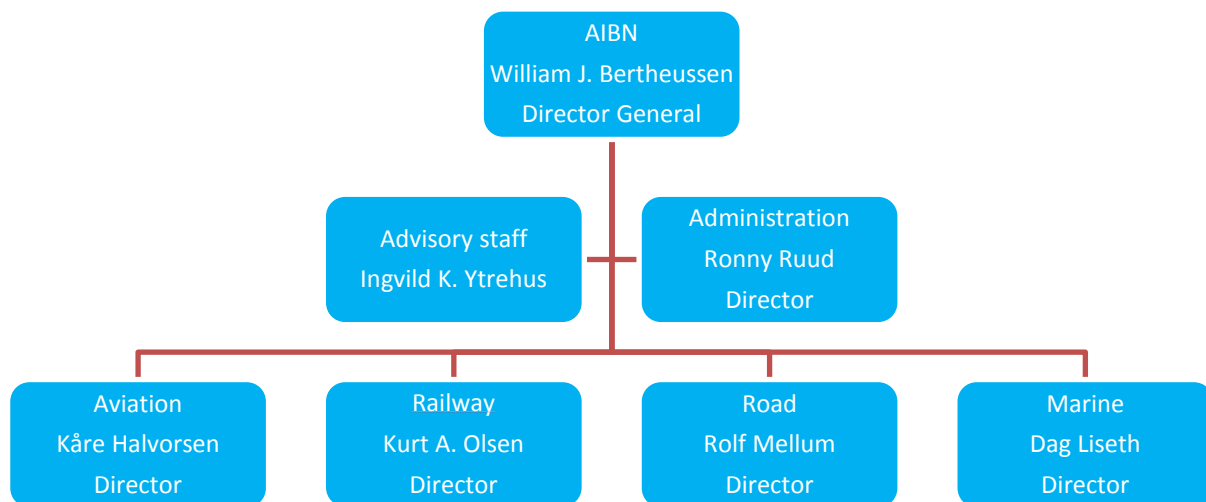 AIBN
William J. Bertheussen
Director General
Advisory staff
Ingvild K. Ytrehus
Administration
Ronny Ruud
Director
Aviation
Kåre Halvorsen
Director
Railway
Kurt A. Olsen
Director
Road
Rolf Mellum
Director
Marine
Dag Liseth
Director